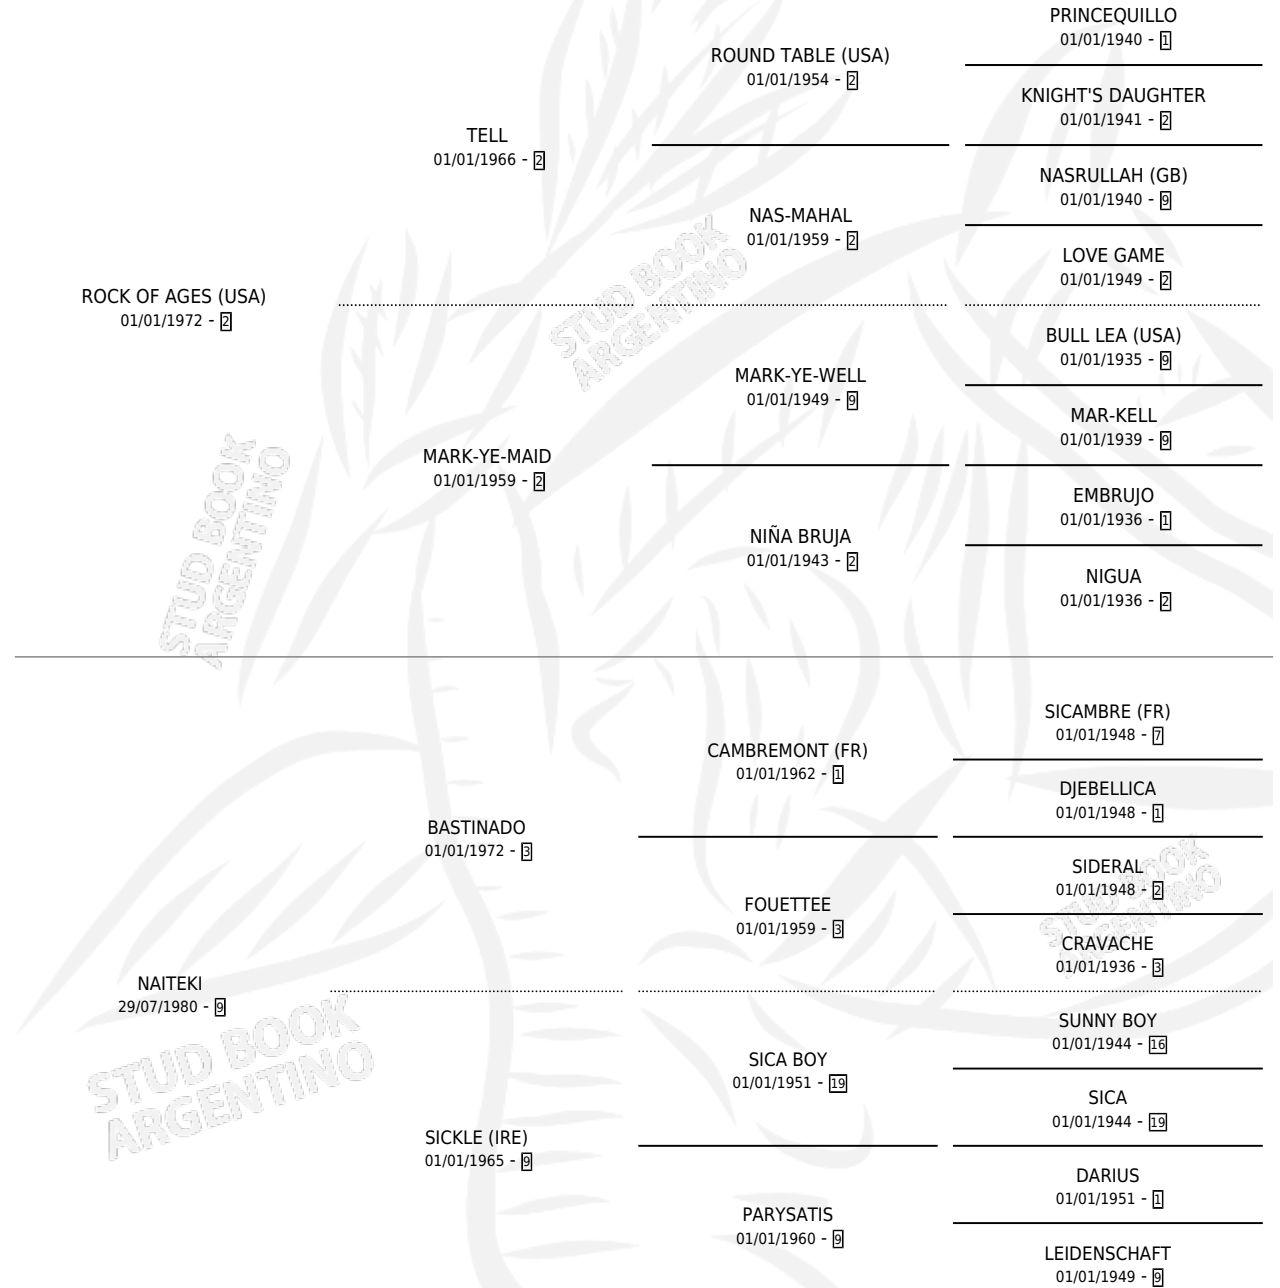 PRINCEQUILLO
01/01/1940 - 1
ROUND TABLE (USA)
01/01/1954 - 2
KNIGHT'S DAUGHTER
01/01/1941 - 2
TELL
01/01/1966 - 2
NASRULLAH (GB)
01/01/1940 - 9
NAS-MAHAL
01/01/1959 - 2
LOVE GAME
01/01/1949 - 2
ROCK OF AGES (USA)
01/01/1972 - 2
BULL LEA (USA)
01/01/1935 - 9
MARK-YE-WELL
01/01/1949 - 9
MAR-KELL
01/01/1939 - 9
MARK-YE-MAID
01/01/1959 - 2
EMBRUJO
01/01/1936 - 1
NIÑA BRUJA
01/01/1943 - 2
NIGUA
01/01/1936 - 2
SICAMBRE (FR)
01/01/1948 - 7
CAMBREMONT (FR)
01/01/1962 - 1
DJEBELLICA
01/01/1948 - 1
BASTINADO
01/01/1972 - 3
SIDERAL
01/01/1948 - 2
FOUETTEE
01/01/1959 - 3
CRAVACHE
01/01/1936 - 3
NAITEKI
29/07/1980 - 9
SUNNY BOY
01/01/1944 - 16
SICA BOY
01/01/1951 - 19
SICA
01/01/1944 - 19
SICKLE (IRE)
01/01/1965 - 9
DARIUS
01/01/1951 - 1
PARYSATIS
01/01/1960 - 9
LEIDENSCHAFT
01/01/1949 - 9
STUD BOOK
ARGENTINO
STUD BOOK
ARGENTINO
STUD BOOK
ARGENTINO
STUD BOOK
ARGENTINO